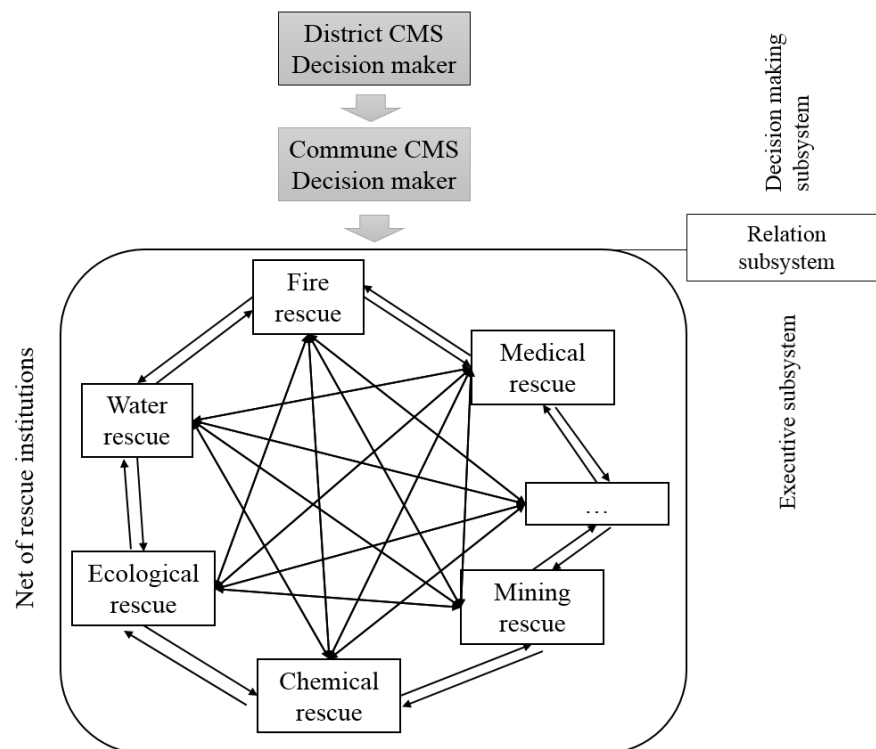 District CMS
Decision maker
Commune CMS
Decision maker
Decision making
subsystem
Relation
subsystem
Fire
rescue
Medical
rescue
Water
rescue
…
Ecological
rescue
Mining
rescue
Chemical
rescue
Net of rescue institutions
Executive subsystem